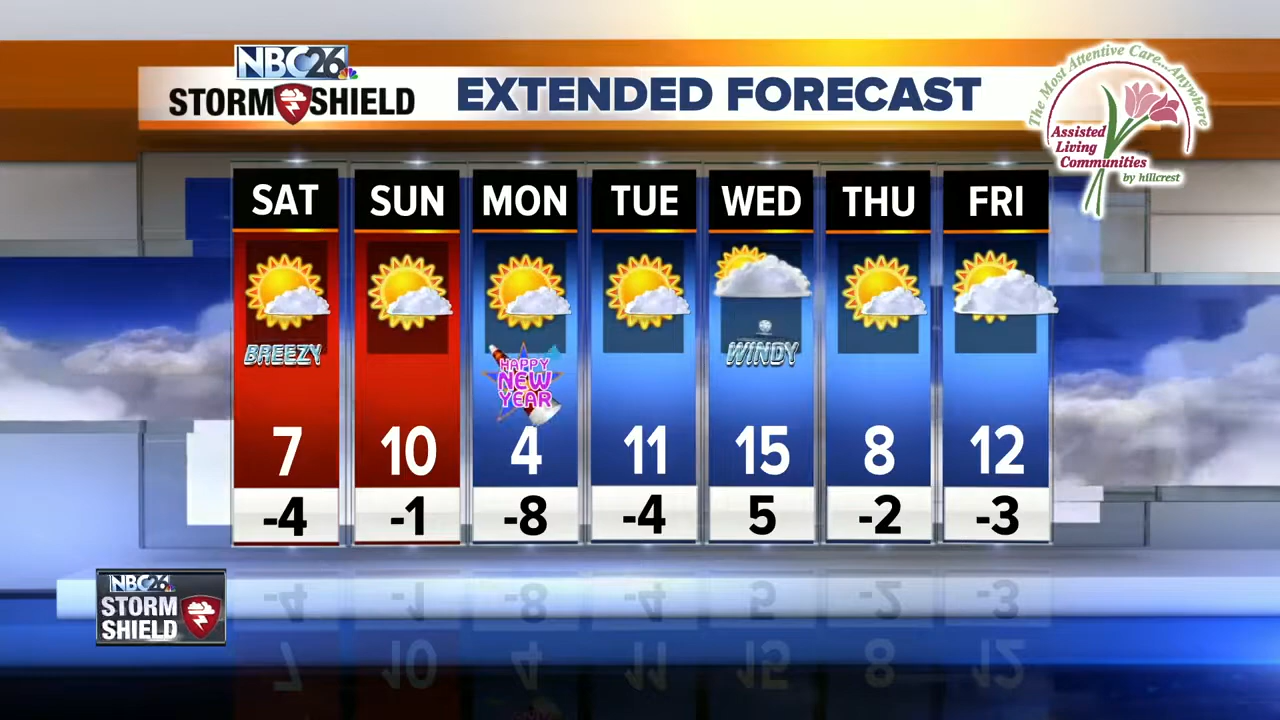 NBC26
STORM SHIELD
EXTENDED FORECAST
The Most Attentive Care...Anywhere
Assisted
Living
Communities
by hillcrest
SAT SUN MON TUE WED THU FRI
BREEZY WINDY
HAPPY
NEW
YEAR
7 10 4 11 15 8 12
-4 -1 -8 -4 5 -2 -3
NBC26
STORM
SHIELD